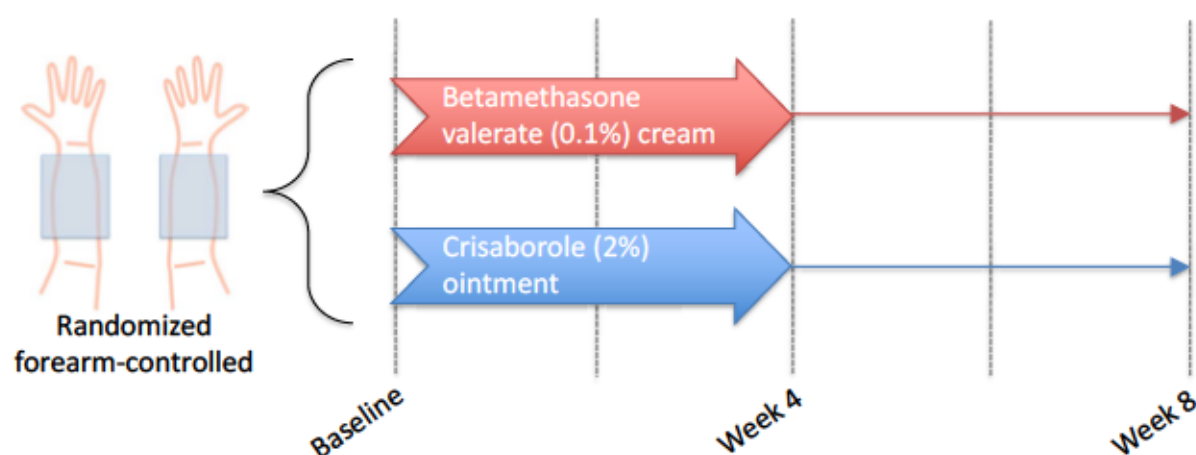 Betamethasone
valerate (0.1%) cream
Crisaborole (2%)
ointment
Randomized
forearm-controlled
Baseline
Week 4
Week 8